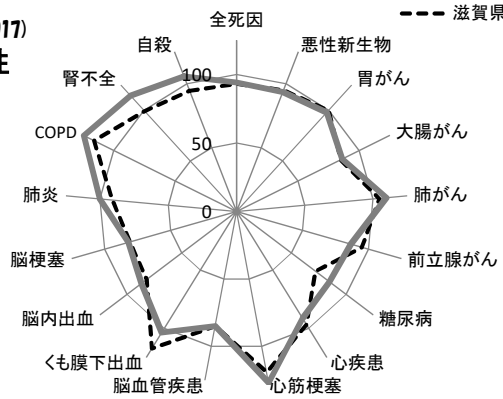 17)
生
滋賀県
全死因
悪性新生物
胃がん
大腸がん
肺がん
前立腺がん
糖尿病
心疾患
心筋梗塞
脳血管疾患
くも膜下出血
脳内出血
脳梗塞
肺炎
COPD
腎不全
自殺
100
50
0